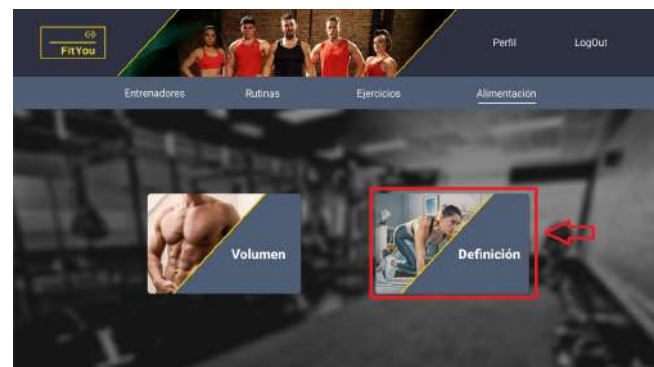 FitYou
Perfil
LogOut
Entrenadores
Rutinas
Ejercicios
Alimentación
Volumen
Definición